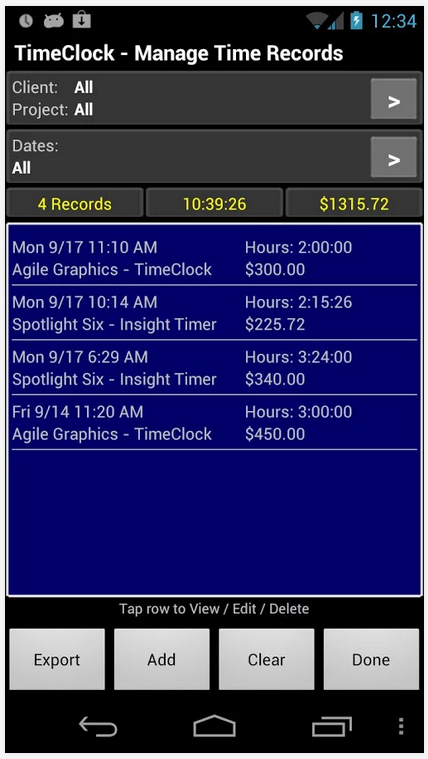 12:34
TimeClock - Manage Time Records
Client: All
Project: All
>
Dates:
All
>
4 Records 10:39:26 $1315.72
Mon 9/17 11:10 AM Hours: 2:00:00
Agile Graphics - TimeClock $300.00
Mon 9/17 10:14 AM Hours: 2:15:26
Spotlight Six - Insight Timer $225.72
Mon 9/17 6:29 AM Hours: 3:24:00
Spotlight Six - Insight Timer $340.00
Fri 9/14 11:20 AM Hours: 3:00:00
Agile Graphics - TimeClock $450.00
Tap row to View / Edit / Delete
Export Add Clear Done